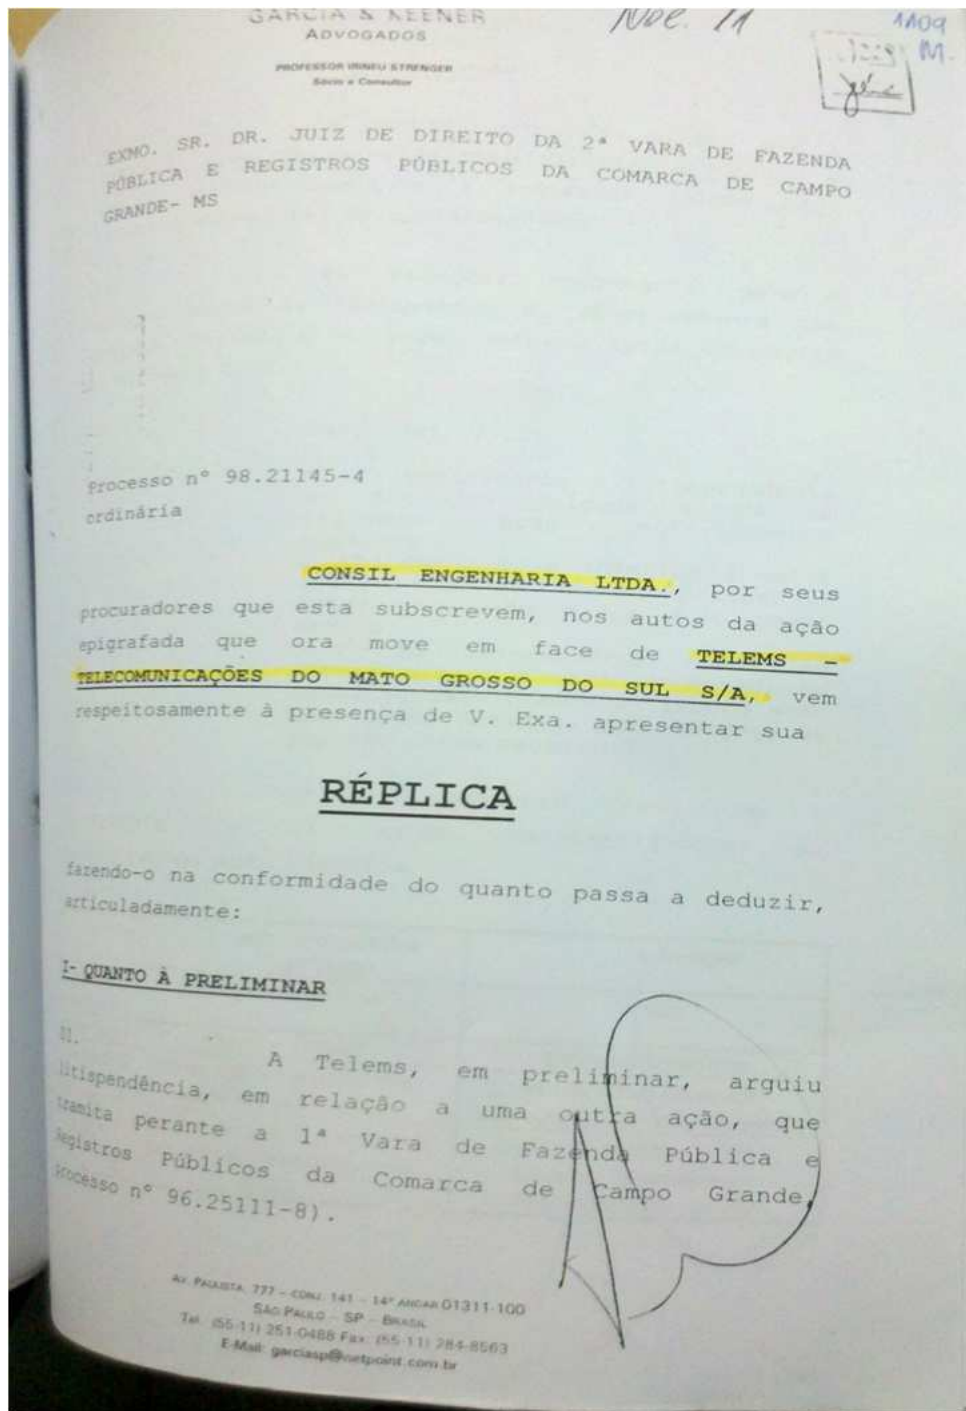 GARCIA & KEENER
ADVOGADOS
PROFESSOR IRINEU STRENGER
Sócio e Consultor
1109
M.
EXMO. SR. DR. JUIZ DE DIREITO DA 2ª VARA DE FAZENDA
PÚBLICA E REGISTROS PÚBLICOS DA COMARCA DE CAMPO
GRANDE- MS
Processo nº 98.21145-4
ordinária
CONSIL ENGENHARIA LTDA., por seus
procuradores que esta subscrevem, nos autos da ação
epigrafada que ora move em face de TELEMS –
TELECOMUNICAÇÕES DO MATO GROSSO DO SUL S/A, vem
respeitosamente à presença de V. Exa. apresentar sua
RÉPLICA
fazendo-o na conformidade do quanto passa a deduzir,
articuladamente:
I- QUANTO À PRELIMINAR
01.
A Telems, em preliminar, arguiu
litispendência, em relação a uma outra ação, que
tramita perante a 1ª Vara de Fazenda Pública e
Registros Públicos da Comarca de Campo Grande,
processo nº 96.25111-8).
AV. PAULISTA, 777 - CONJ. 141 - 14º ANDAR 01311-100
SÃO PAULO - SP - BRASIL
Tel. (55-11) 251-0488 Fax: (55-11) 284-8563
E-Mail: garciasp@netpoint.com.br